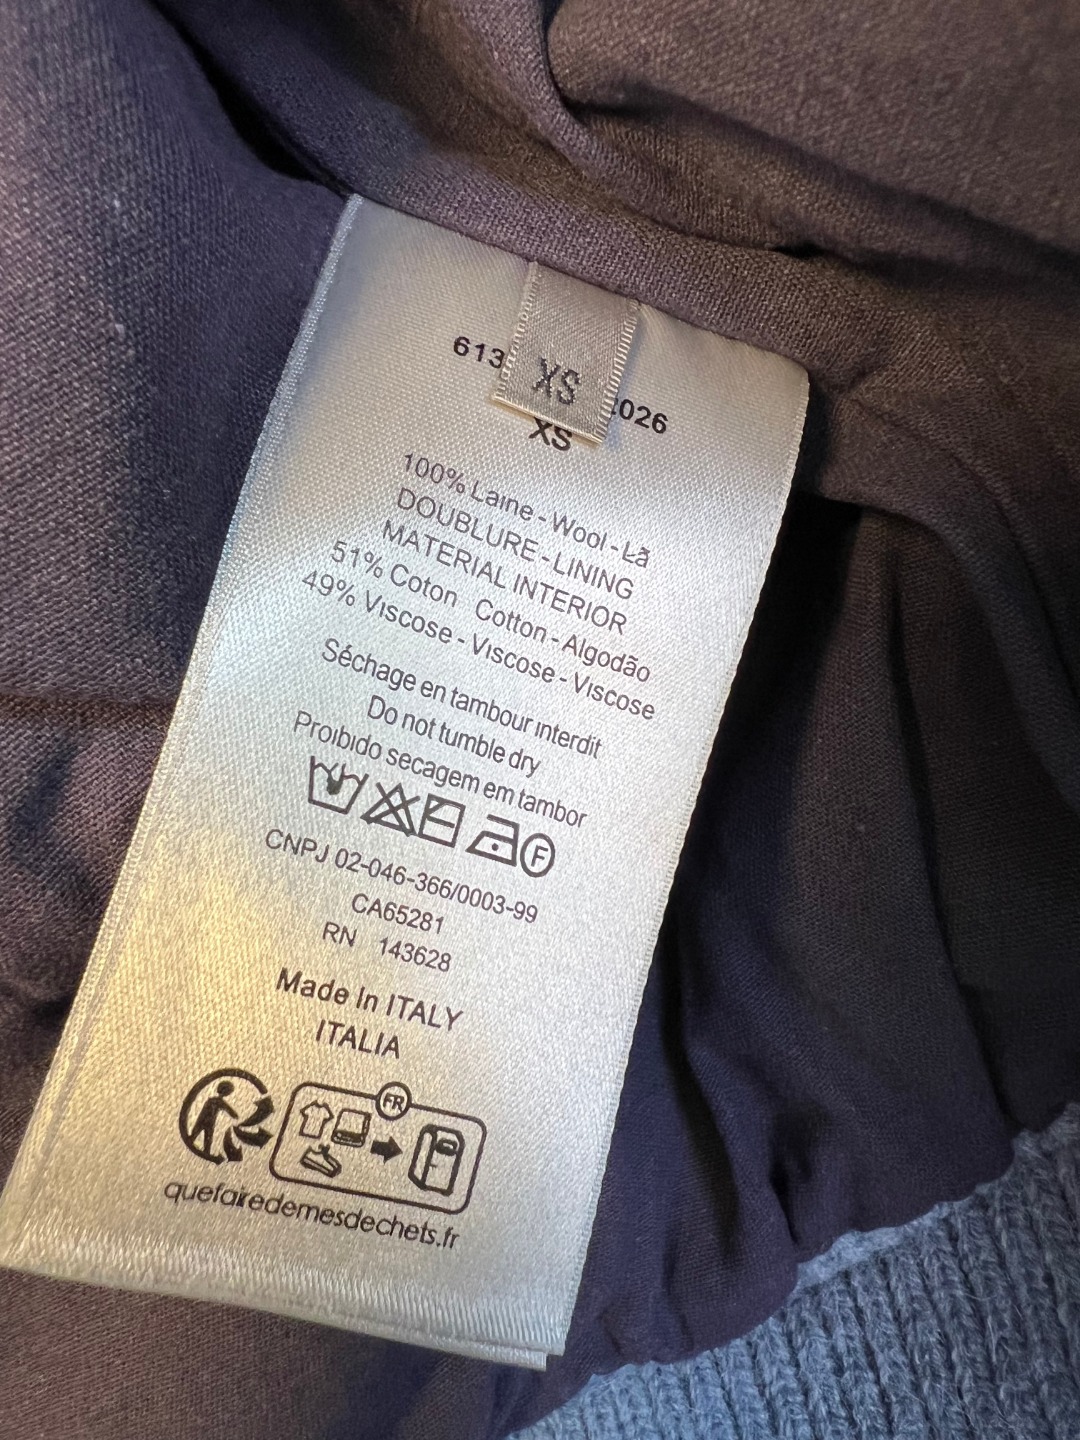 XS
613
2026
XS
100% Laine - Wool - Lã
DOUBLURE - LINING
MATERIAL INTERIOR
51% Coton Cotton - Algodão
49% Viscose - Viscose - Viscose
Séchage en tambour interdit
Do not tumble dry
Proibido secagem em tambor
F
CNPJ 02-046-366/0003-99
CA65281
RN 143628
Made In ITALY
ITALIA
FR
quefairedemesdechets.fr